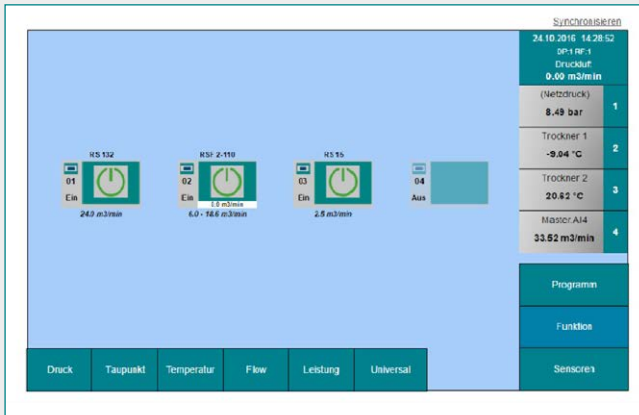 Synchronisieren
24.10.2016 14:28:52
DP:1 RF:1
Druckluft
0.00 m3/min
(Netzdruck)
8.49 bar
1
Trockner 1
-9.04 °C
2
Trockner 2
20.62 °C
3
Master.AI4
33.52 m3/min
4
RS 132
01
Ein
24.0 m3/min
RSF 2-110
02
Ein
0.0 m3/min
6.0 - 18.6 m3/min
RS 15
03
Ein
2.5 m3/min
04
Aus
Programm
Funktion
Sensoren
Druck
Taupunkt
Temperatur
Flow
Leistung
Universal